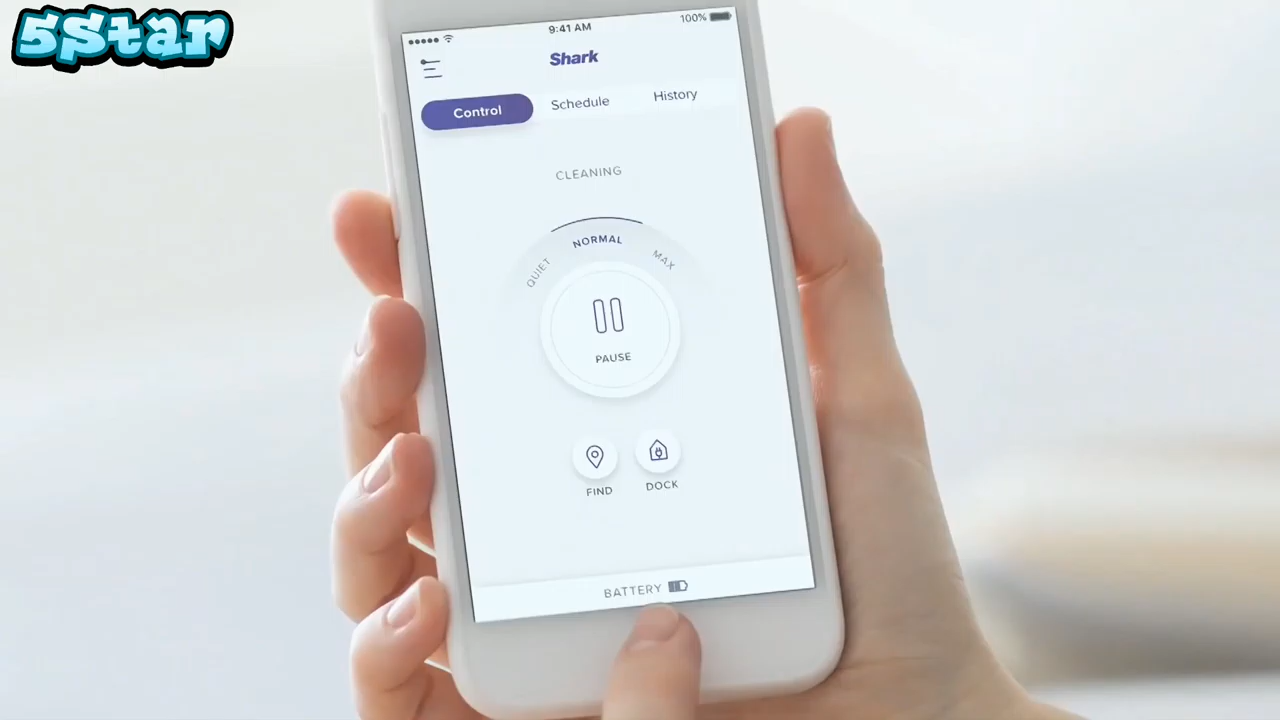 5Star
9:41 AM
100%
Shark
Control
Schedule
History
CLEANING
QUIET
NORMAL
MAX
PAUSE
FIND
DOCK
BATTERY